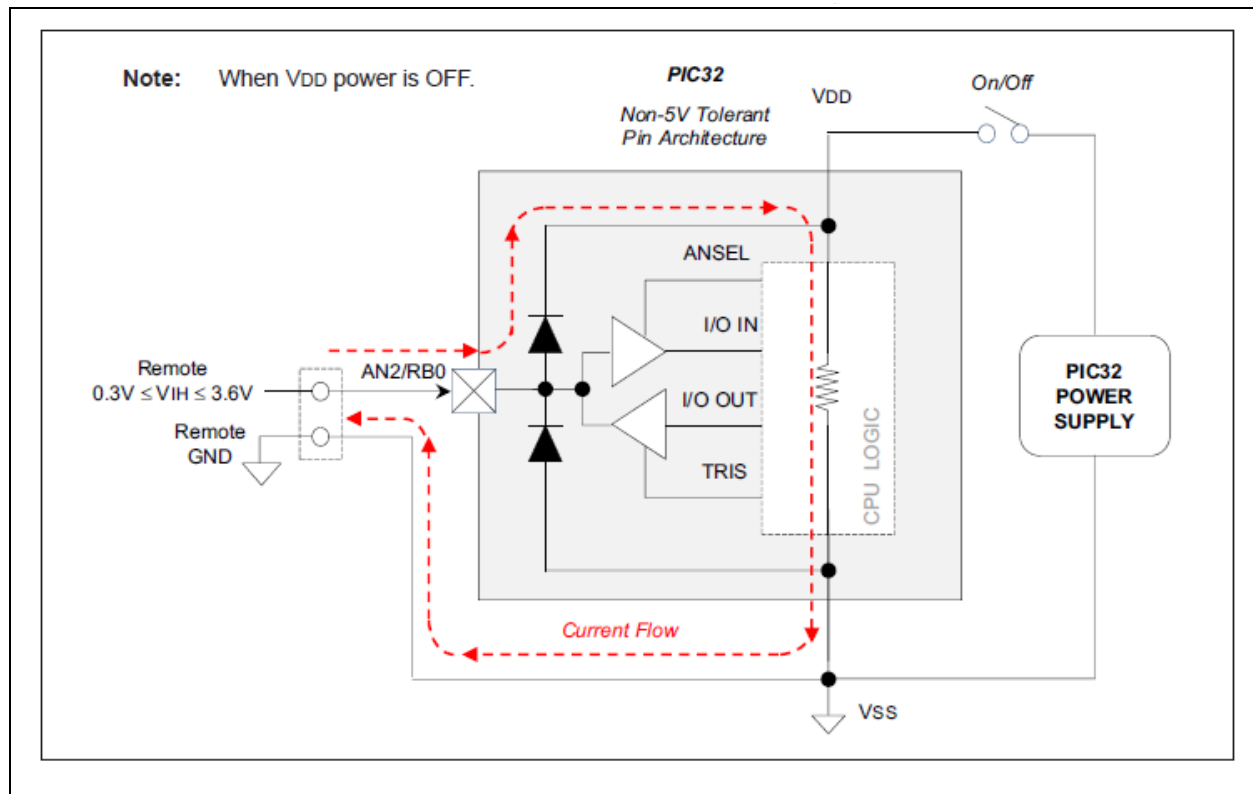 Note: When VDD power is OFF.
PIC32
Non-5V Tolerant
Pin Architecture
VDD
On/Off
ANSEL
I/O IN
Remote
0.3V ≤ VIH ≤ 3.6V
AN2/RB0
I/O OUT
Remote
GND
TRIS
CPU LOGIC
PIC32
POWER
SUPPLY
Current Flow
VSS